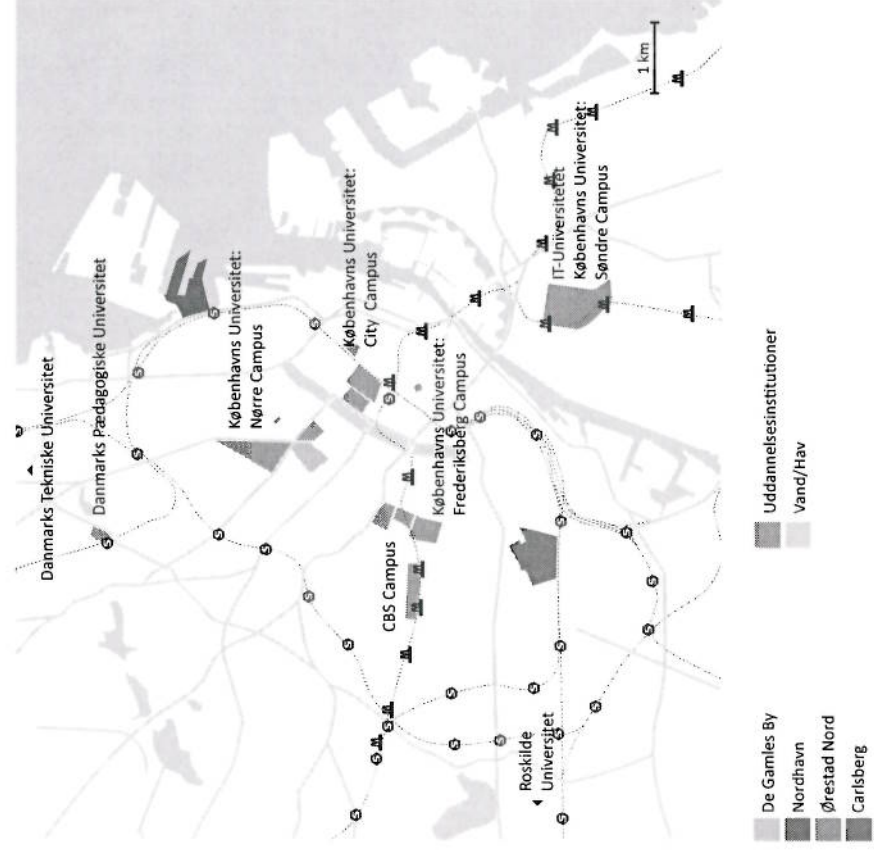 Danmarks Tekniske Universitet
Danmarks Pædagogiske Universitet
Københavns Universitet:
Nørre Campus
Københavns Universitet:
City Campus
Københavns Universitet:
Frederiksberg Campus
CBS Campus
IT-Universitetet
Københavns Universitet:
Søndre Campus
1 km
Roskilde
Universitet
De Gamles By
Nordhavn
Ørestad Nord
Carlsberg
Uddannelsesinstitutioner
Vand/Hav